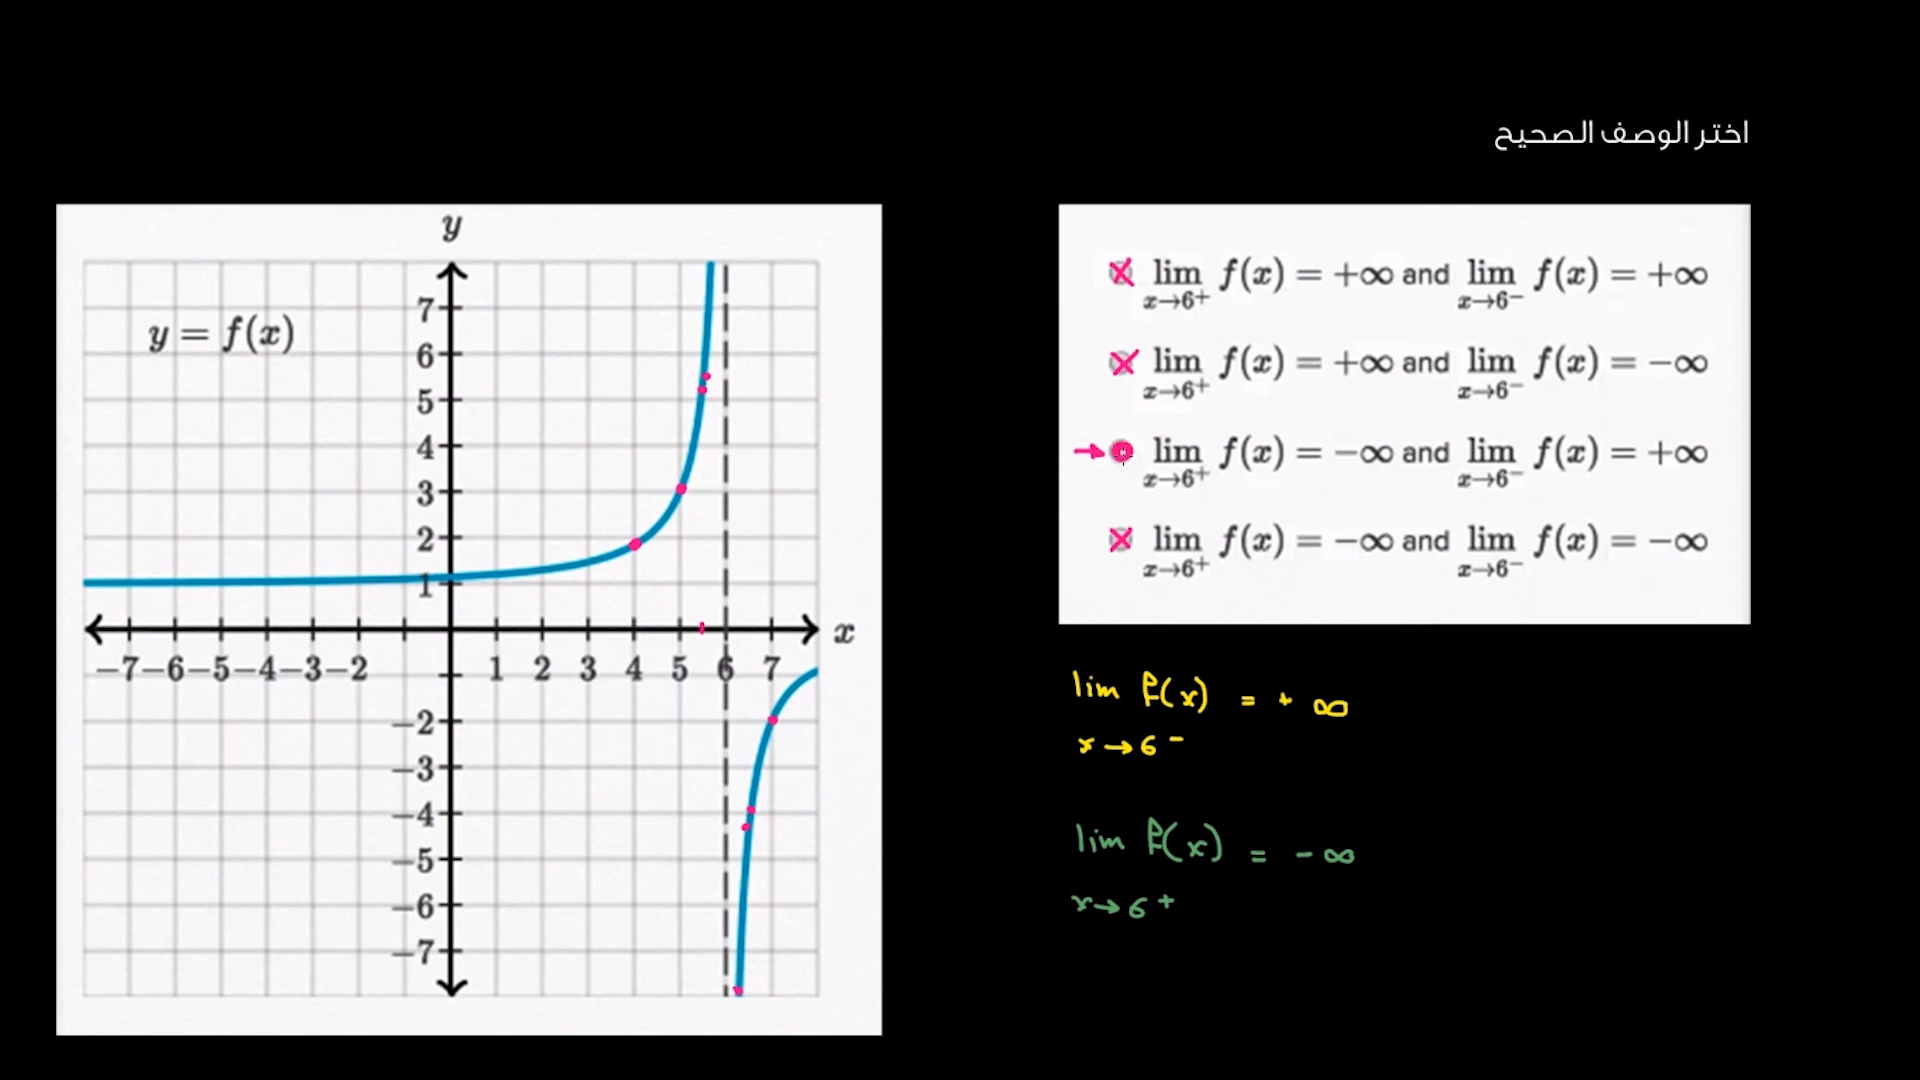 اختر الوصف الصحيح
y
y = f(x)
7
6
5
4
3
2
1
x
−7 −6 −5 −4 −3 −2 1 2 3 4 5 6 7
−2
−3
−4
−5
−6
−7
lim x→6⁺ f(x) = +∞ and lim x→6⁻ f(x) = +∞
lim x→6⁺ f(x) = +∞ and lim x→6⁻ f(x) = −∞
lim x→6⁺ f(x) = −∞ and lim x→6⁻ f(x) = +∞
lim x→6⁺ f(x) = −∞ and lim x→6⁻ f(x) = −∞
lim f(x) = + ∞
x→6⁻
lim f(x) = - ∞
x→6⁺